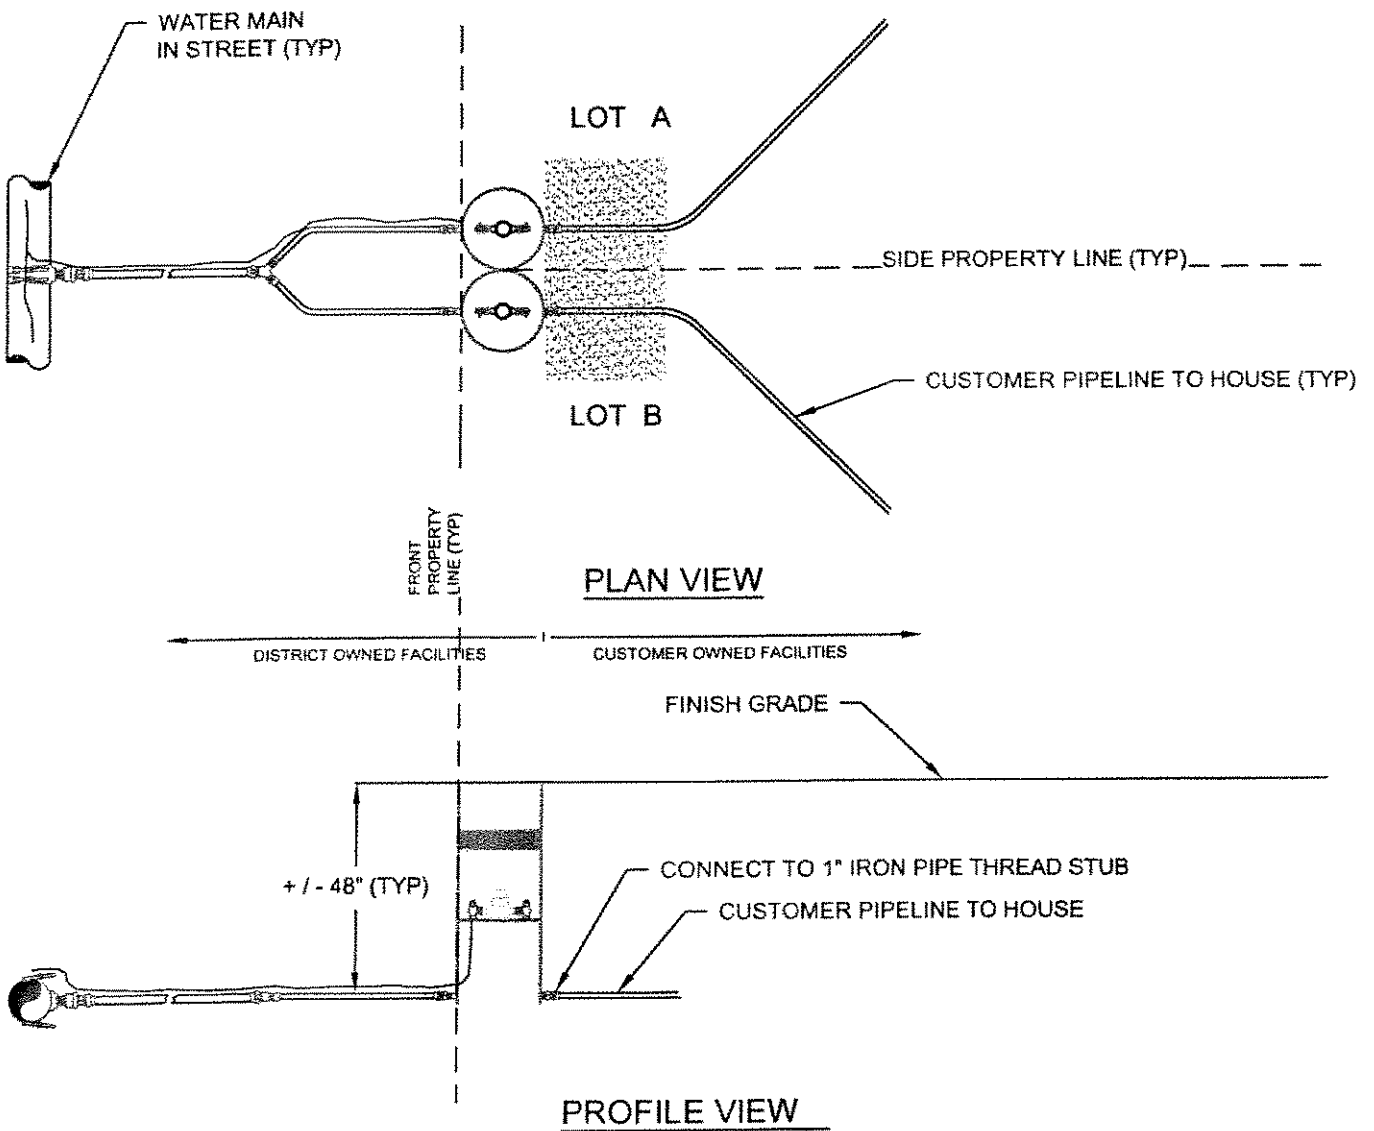 WATER MAIN
IN STREET (TYP)
LOT A
SIDE PROPERTY LINE (TYP)
CUSTOMER PIPELINE TO HOUSE (TYP)
LOT B
FRONT
PROPERTY
LINE (TYP)
PLAN VIEW
DISTRICT OWNED FACILITIES
CUSTOMER OWNED FACILITIES
FINISH GRADE
+ / - 48" (TYP)
CONNECT TO 1" IRON PIPE THREAD STUB
CUSTOMER PIPELINE TO HOUSE
PROFILE VIEW